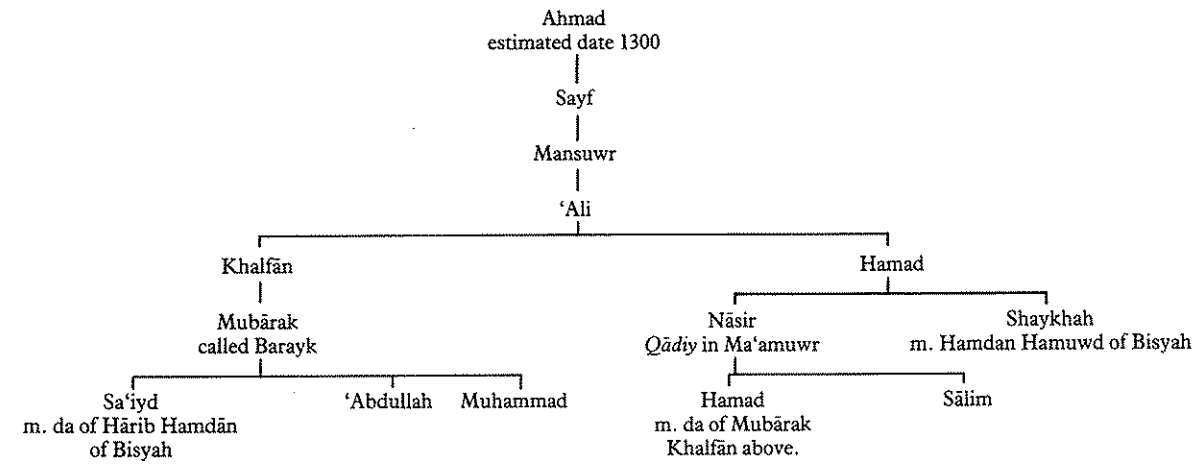 Ahmad
estimated date 1300
Sayf
Mansuwr
‘Ali
Khalfān
Hamad
Mubārak
called Barayk
Nāsir
Qādiy in Ma‘amuwr
Shaykhah
m. Hamdan Hamuwd of Bisyah
Sa‘iyd
m. da of Hārib Hamdān
of Bisyah
‘Abdullah
Muhammad
Hamad
m. da of Mubārak
Khalfān above.
Sālim